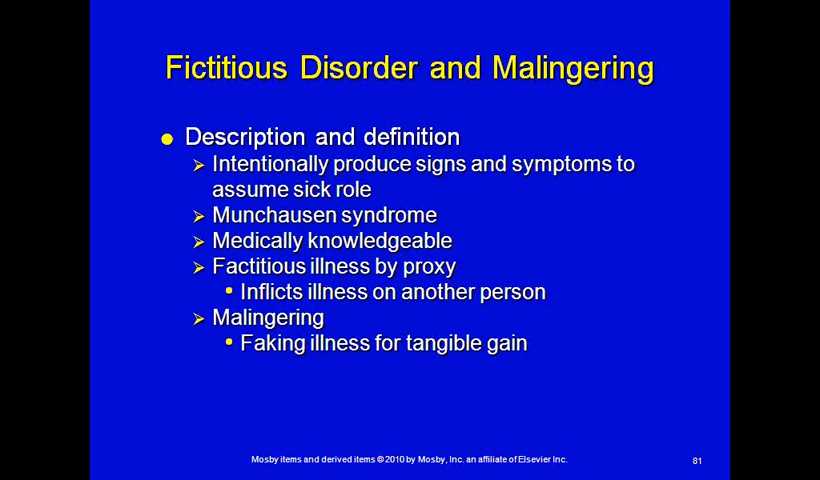 Fictitious Disorder and Malingering
Description and definition
Intentionally produce signs and symptoms to
assume sick role
Munchausen syndrome
Medically knowledgeable
Factitious illness by proxy
Inflicts illness on another person
Malingering
Faking illness for tangible gain
Mosby items and derived items © 2010 by Mosby, Inc. an affiliate of Elsevier Inc.
81